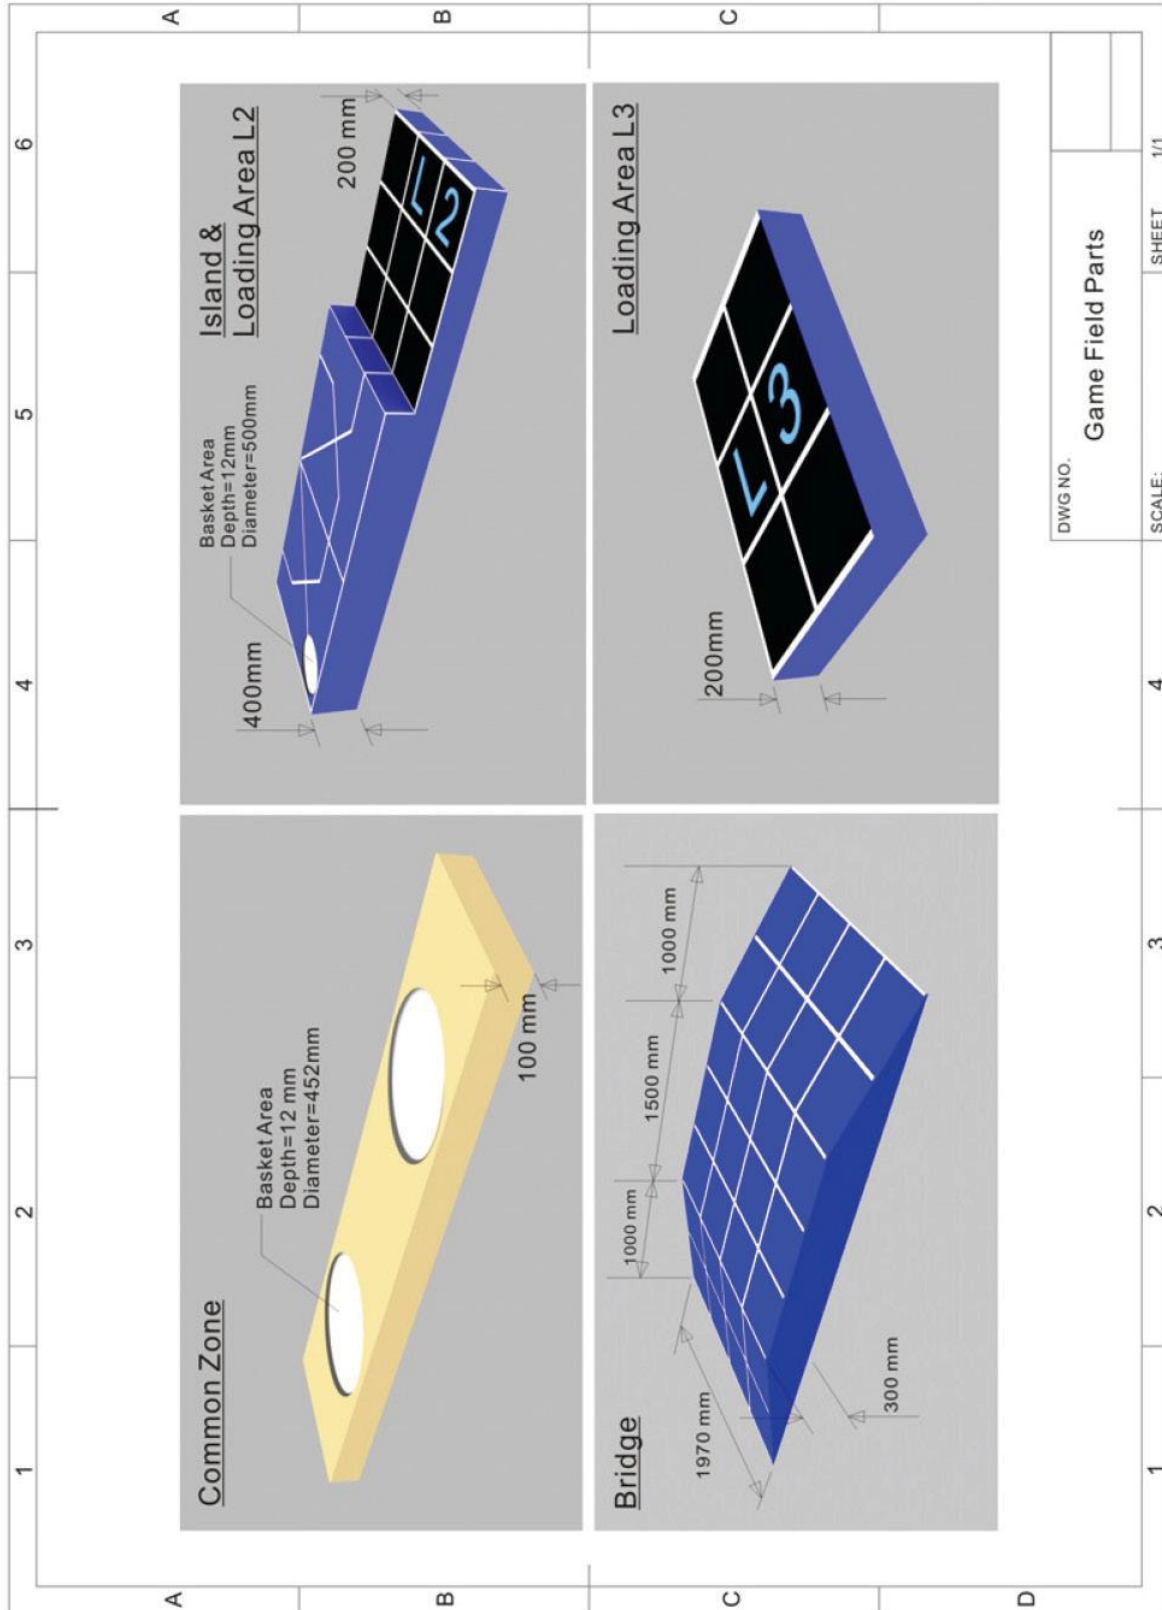 1
2
3
4
5
6
A
A
Common Zone
Basket Area
Depth=12 mm
Diameter=452mm
100 mm
Island &
Loading Area L2
Basket Area
Depth=12mm
Diameter=500mm
400mm
200 mm
L
2
B
B
Bridge
1000 mm
1500 mm
1000 mm
1970 mm
300 mm
Loading Area L3
200mm
L
3
C
C
D
DWG NO.
Game Field Parts
SCALE:
SHEET
1/1
1
2
3
4